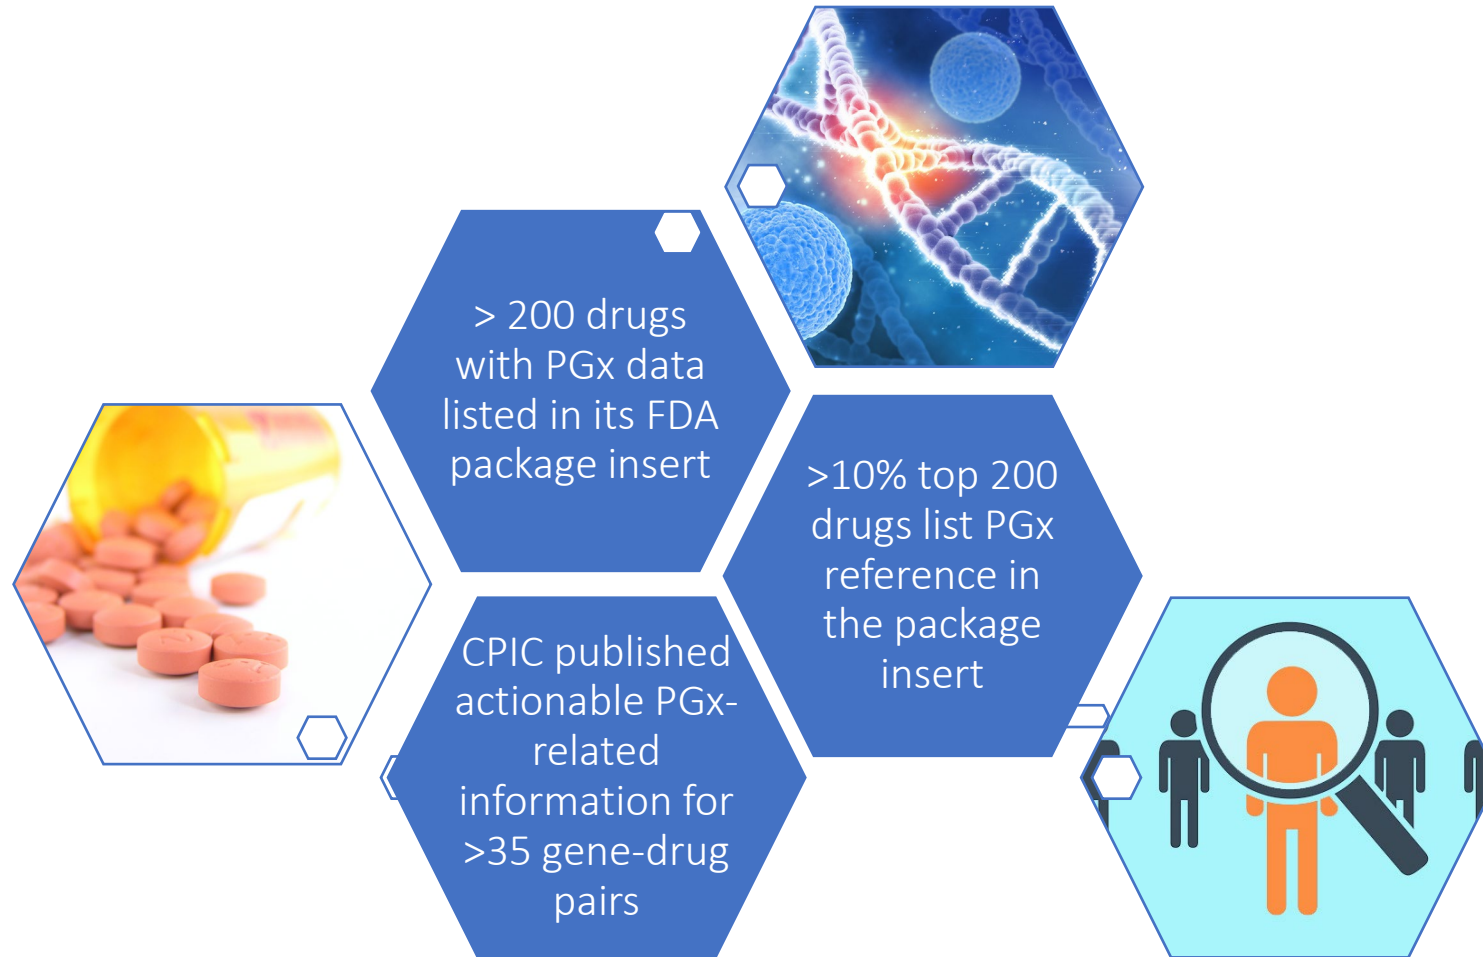 > 200 drugs
with PGx data
listed in its FDA
package insert
>10% top 200
drugs list PGx
reference in
the package
insert
CPIC published
actionable PGx-
related
information for
>35 gene-drug
pairs